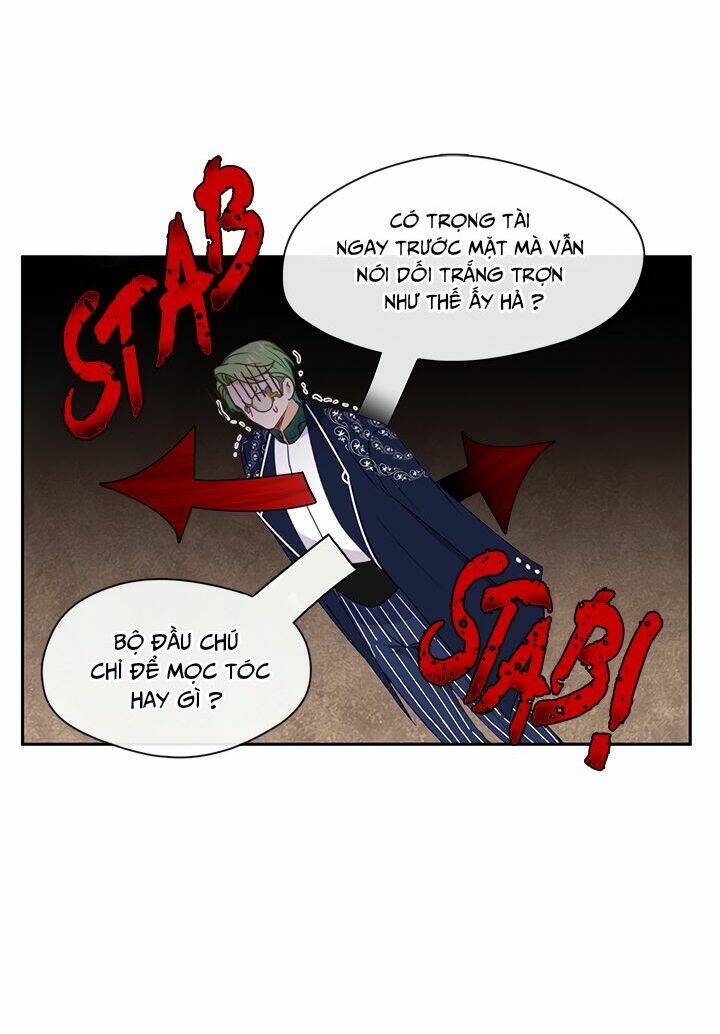 STAB
CÓ TRỌNG TÀI
NGAY TRƯỚC MẶT MÀ VẪN
NÓI DỐI TRẮNG TRỢN
NHƯ THẾ ẤY HẢ ?
STAB!
BỘ ĐẦU CHÚ
CHỈ ĐỂ MỌC TÓC
HAY GÌ ?